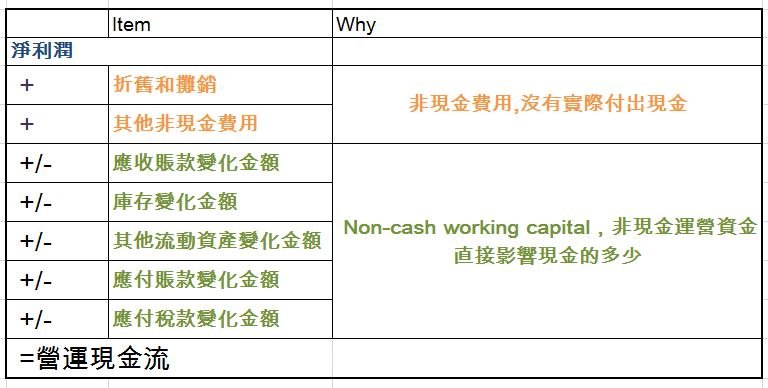 Item Why
淨利潤
+ 折舊和攤銷
非現金費用,沒有實際付出現金
+ 其他非現金費用
+/- 應收賬款變化金額
+/- 庫存變化金額
+/- 其他流動資產變化金額
Non-cash working capital，非現金運營資金
直接影響現金的多少
+/- 應付賬款變化金額
+/- 應付稅款變化金額
=營運現金流